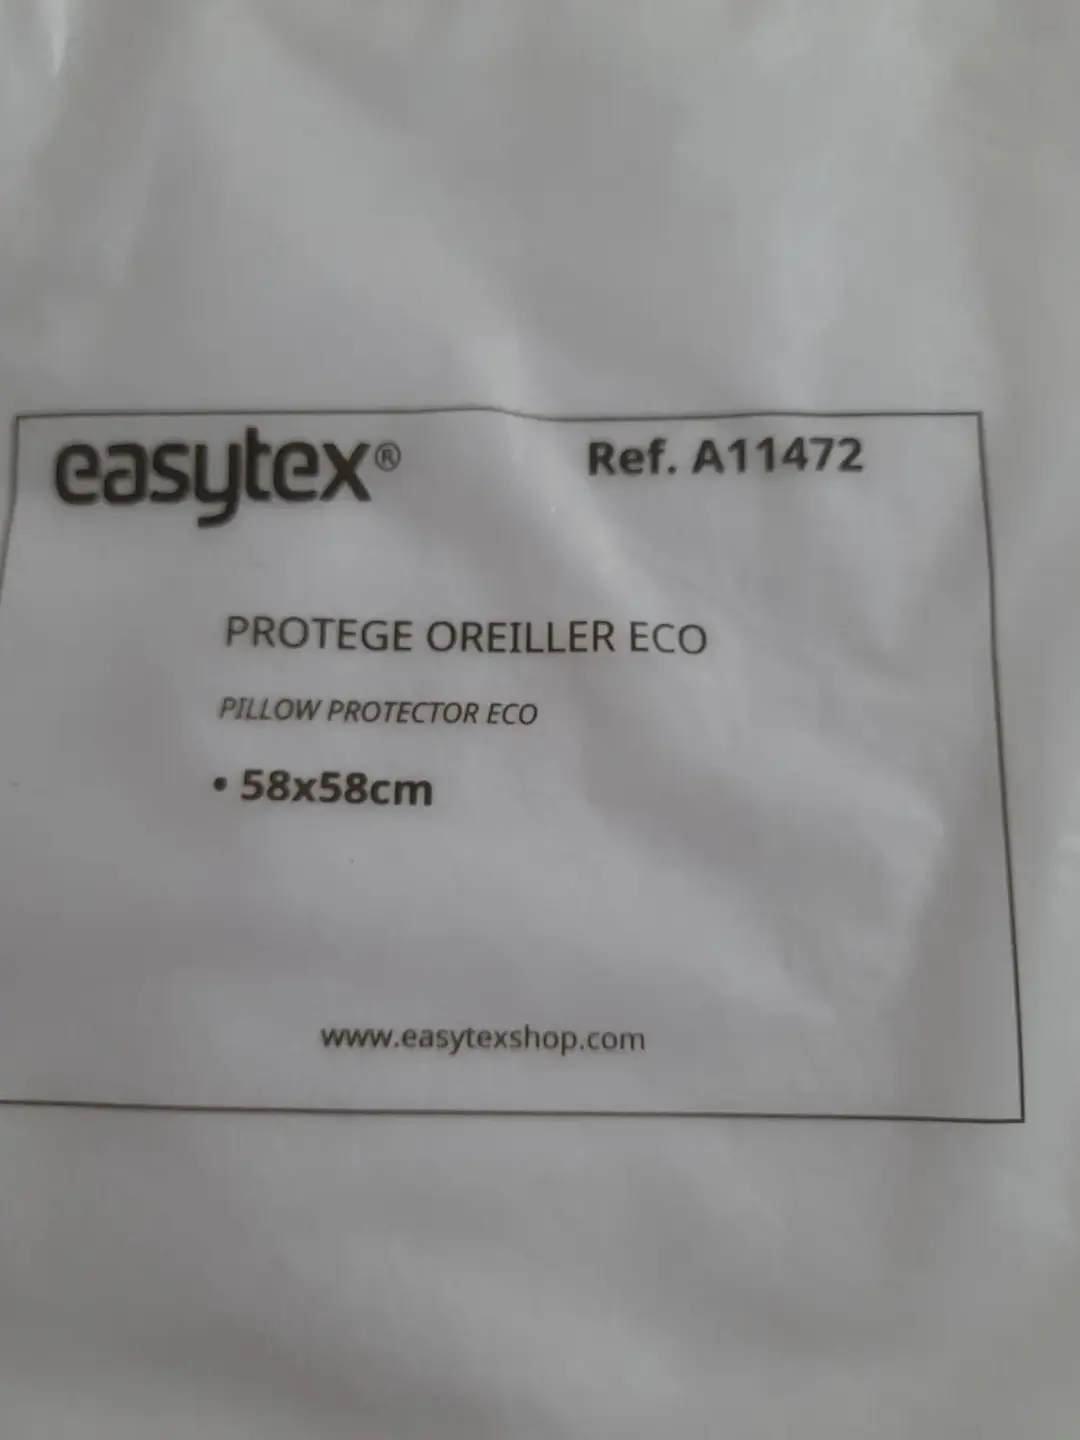 easytex® Ref. A11472
PROTEGE OREILLER ECO
PILLOW PROTECTOR ECO
• 58x58cm
www.easytexshop.com